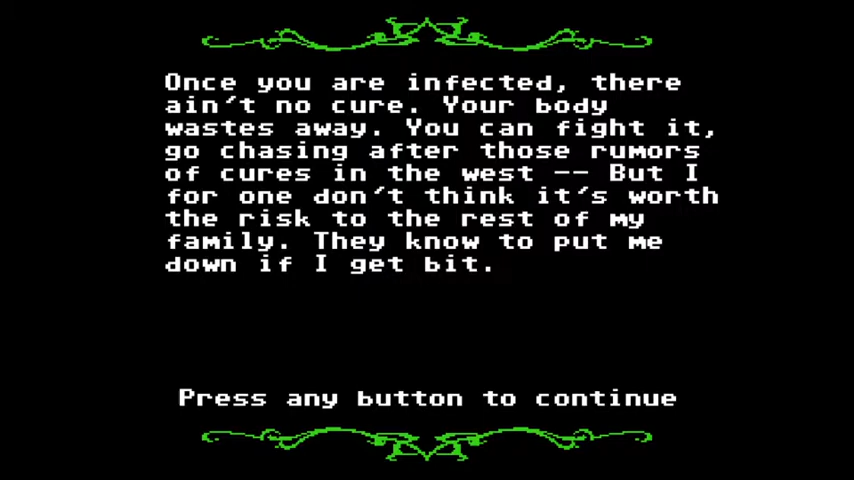 Once you are infected, there
ain't no cure. Your body
wastes away. You can fight it,
go chasing after those rumors
of cures in the west -- But I
for one don't think it's worth
the risk to the rest of my
family. They know to put me
down if I get bit.
Press any button to continue